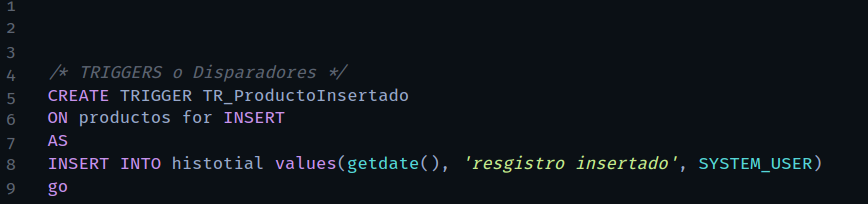 1
2
3
4 /* TRIGGERS o Disparadores */
5 CREATE TRIGGER TR_ProductoInsertado
6 ON productos for INSERT
7 AS
8 INSERT INTO histotial values(getdate(), 'resgistro insertado', SYSTEM_USER)
9 go